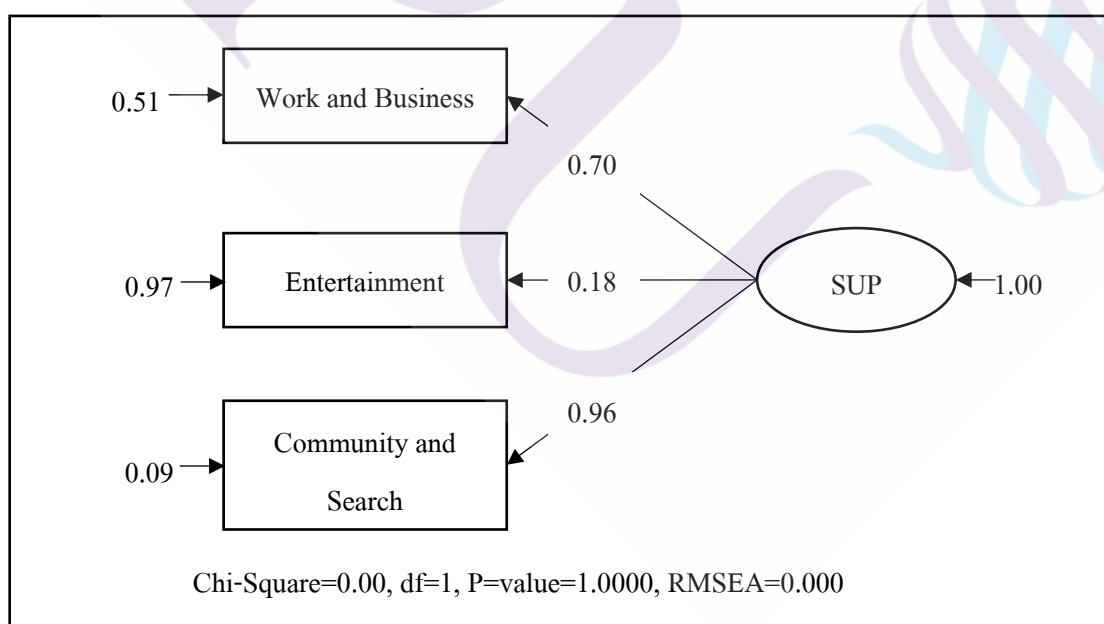 0.51
Work and Business
0.70
0.97
Entertainment
0.18
SUP
1.00
0.96
0.09
Community and
Search
Chi-Square=0.00, df=1, P=value=1.0000, RMSEA=0.000